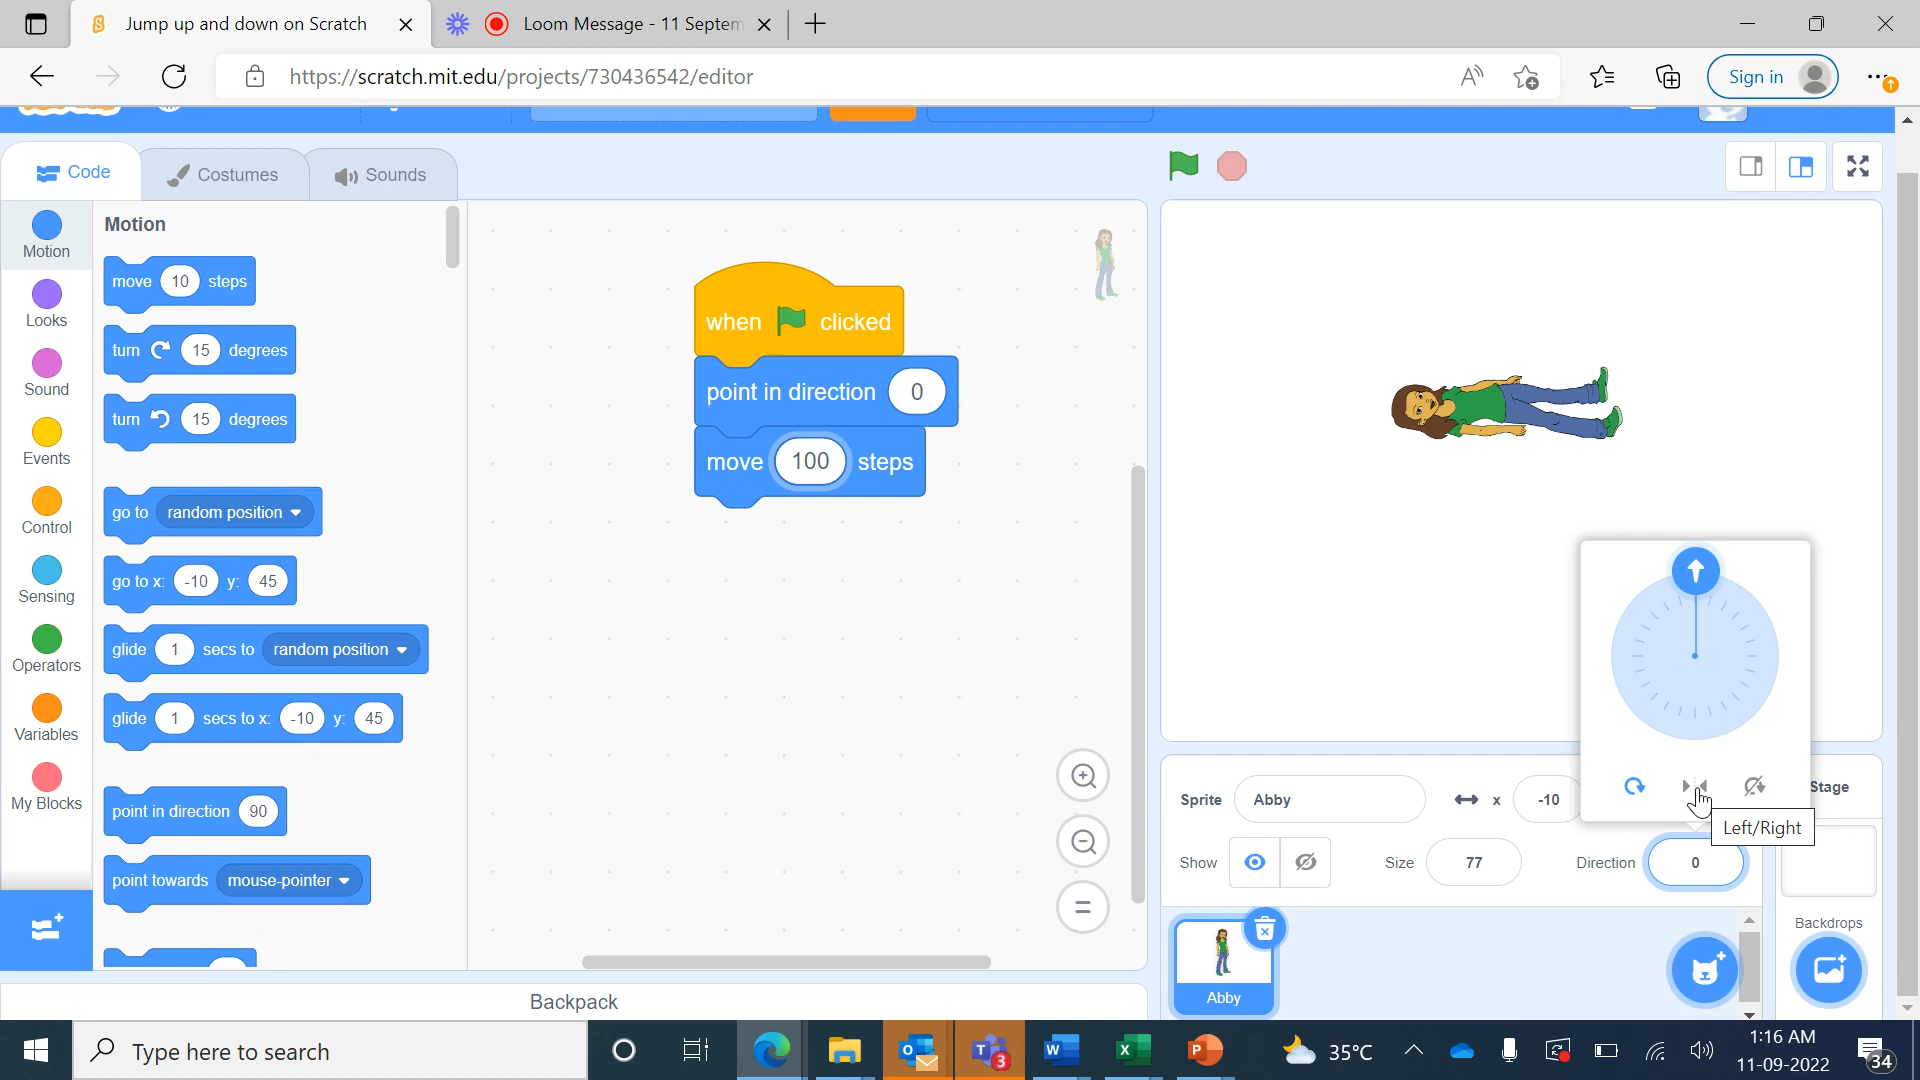 Jump up and down on Scratch
Loom Message - 11 Septem
https://scratch.mit.edu/projects/730436542/editor
Sign in
Code
Costumes
Sounds
Motion
Looks
Sound
Events
Control
Sensing
Operators
Variables
My Blocks
Motion
move 10 steps
turn 15 degrees
turn 15 degrees
go to random position
go to x: -10 y: 45
glide 1 secs to random position
glide 1 secs to x: -10 y: 45
point in direction 90
point towards mouse-pointer
when clicked
point in direction 0
move 100 steps
Backpack
Sprite Abby x -10
Show Size 77 Direction 0
Left/Right
Abby
Stage
Backdrops
Type here to search
3
35°C
1:16 AM
11-09-2022
34